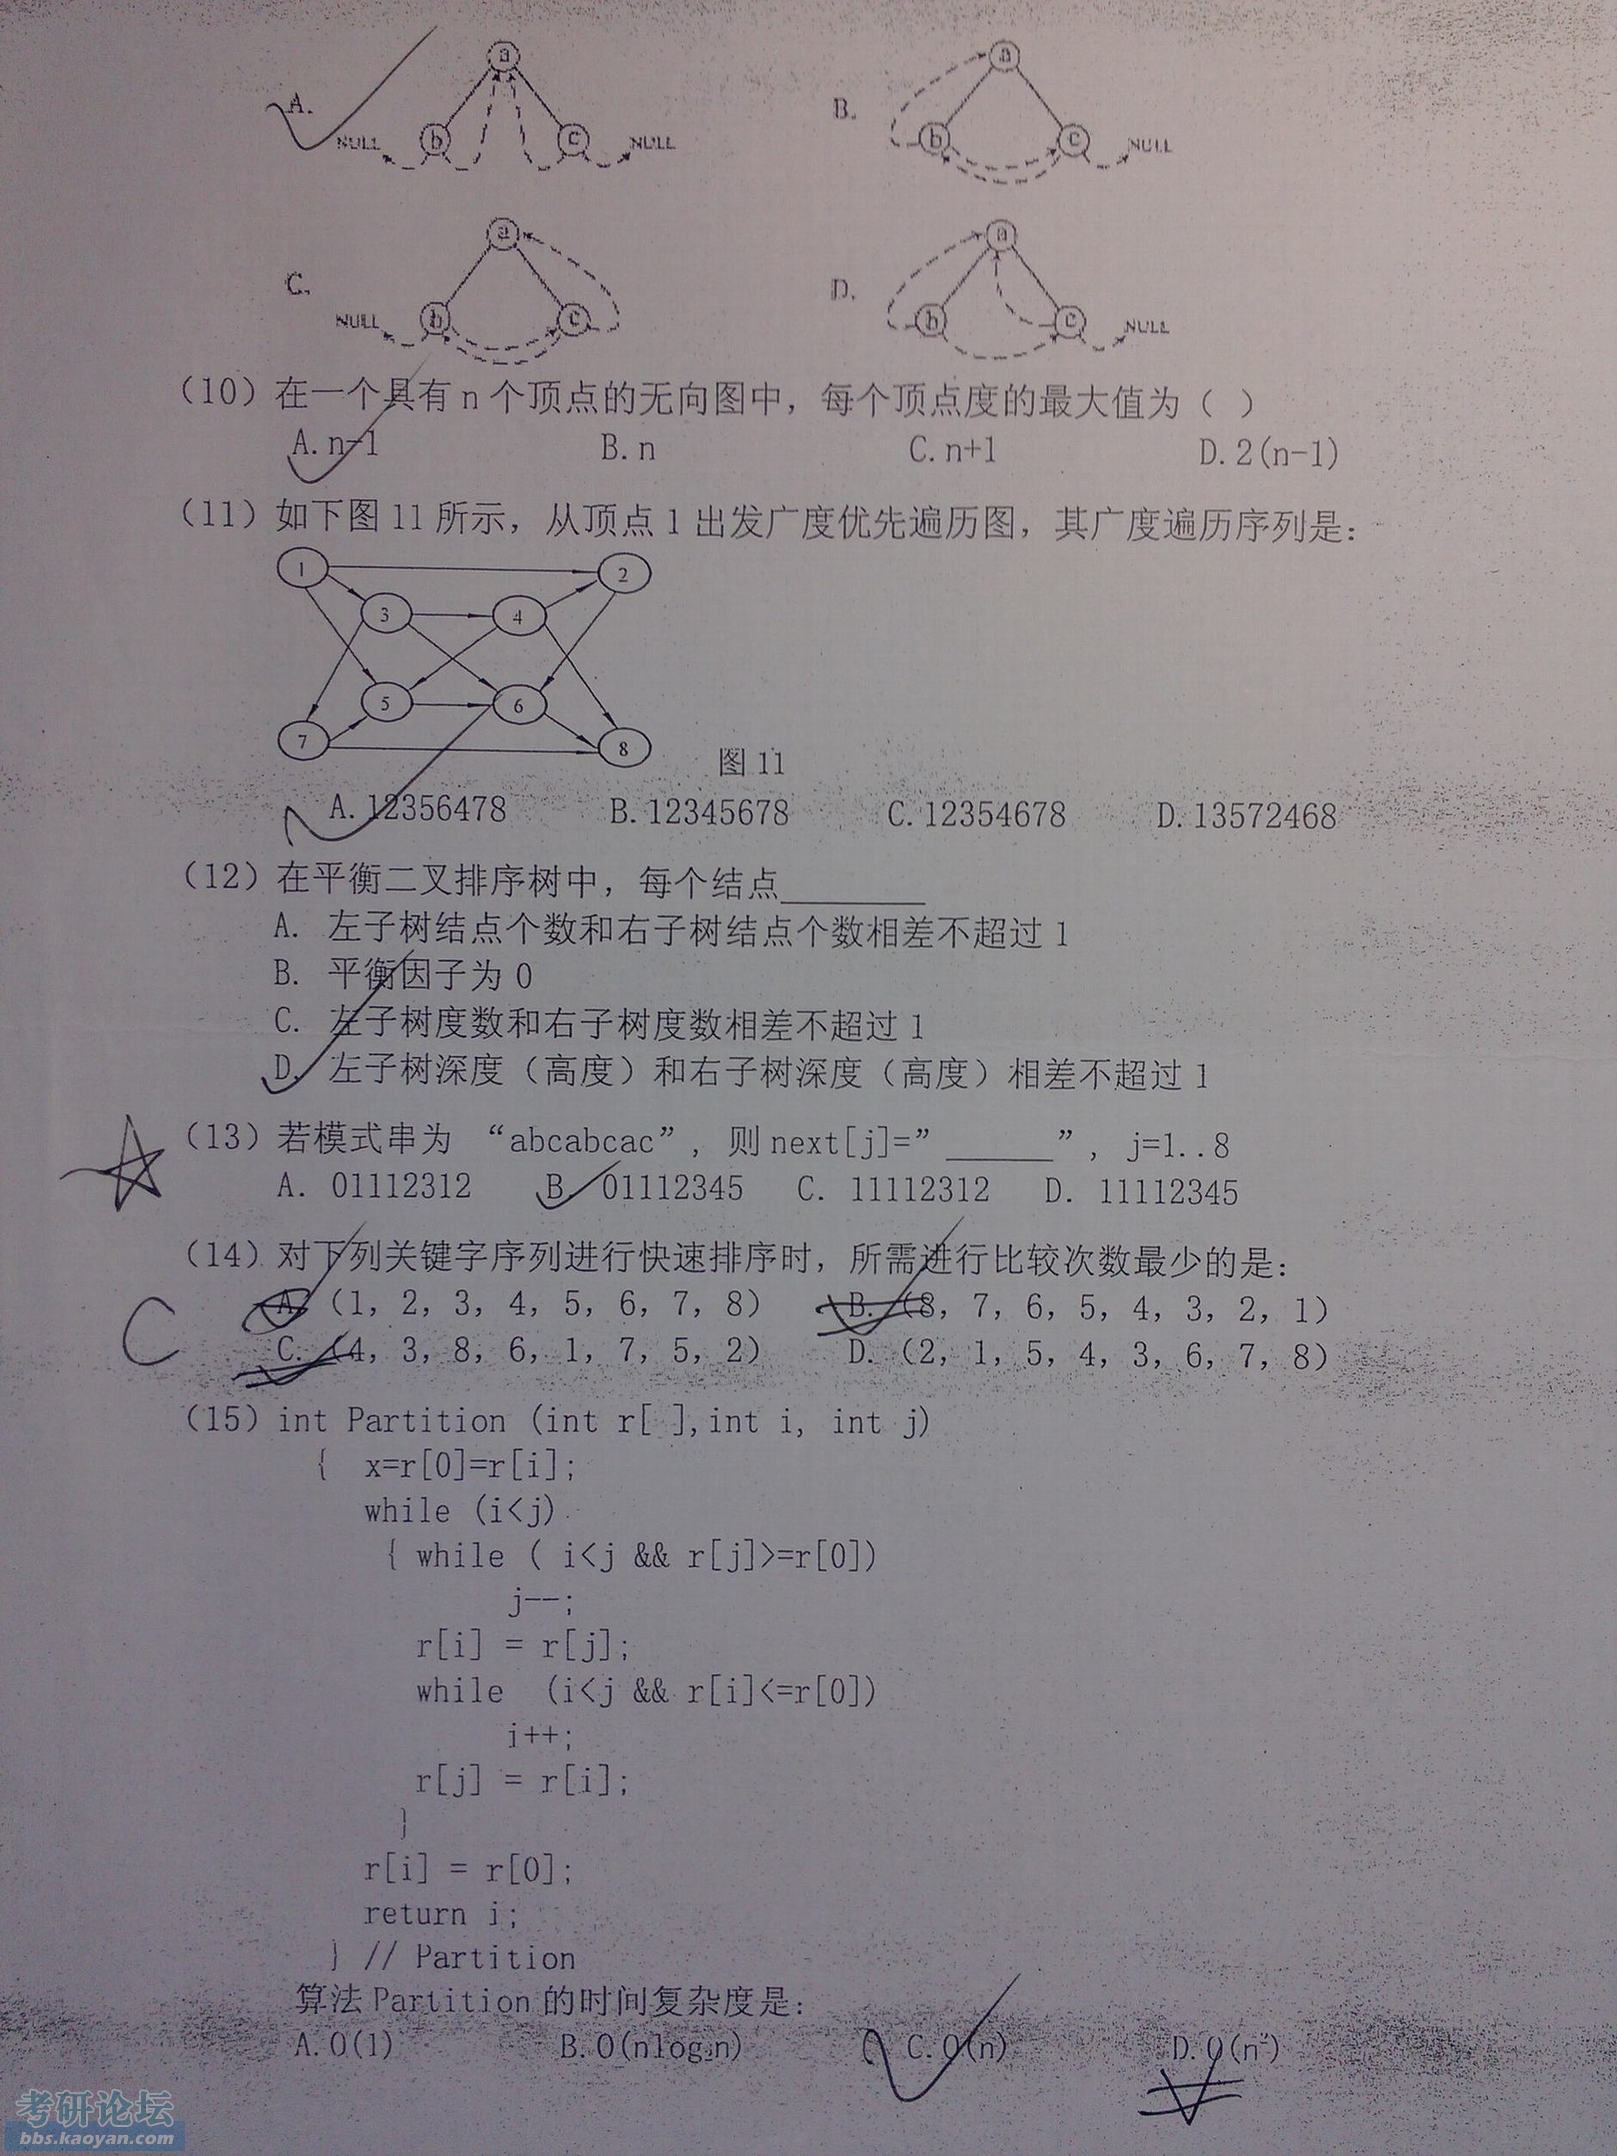 A.
a
NULL b c NULL
B.
a
b c NULL
C.
a
NULL b c
D.
a
b c NULL
(10) 在一个具有 n 个顶点的无向图中，每个顶点度的最大值为（ ）
A.n-1 B.n C.n+1 D.2(n-1)
(11) 如下图 11 所示，从顶点 1 出发广度优先遍历图，其广度遍历序列是：
1 2
3 4
5 6
7 8
图 11
A.12356478 B.12345678 C.12354678 D.13572468
(12) 在平衡二叉排序树中，每个结点________
A. 左子树结点个数和右子树结点个数相差不超过 1
B. 平衡因子为 0
C. 左子树度数和右子树度数相差不超过 1
D. 左子树深度（高度）和右子树深度（高度）相差不超过 1
(13) 若模式串为 “abcabcac”, 则 next[j]=” ______ ”, j=1..8
A. 01112312 B. 01112345 C. 11112312 D. 11112345
(14) 对下列关键字序列进行快速排序时，所需进行比较次数最少的是：
A. (1, 2, 3, 4, 5, 6, 7, 8) B. (8, 7, 6, 5, 4, 3, 2, 1)
C
C. (4, 3, 8, 6, 1, 7, 5, 2) D. (2, 1, 5, 4, 3, 6, 7, 8)
(15) int Partition (int r[ ],int i, int j)
{ x=r[0]=r[i];
while (i<j)
{ while ( i<j && r[j]>=r[0])
j--;
r[i] = r[j];
while (i<j && r[i]<=r[0])
i++;
r[j] = r[i];
}
r[i] = r[0];
return i;
} // Partition
算法 Partition 的时间复杂度是：
A.O(1) B.O(nlog₂n) C.O(n) D.O(n²)
考研论坛
bbs.kaoyan.com